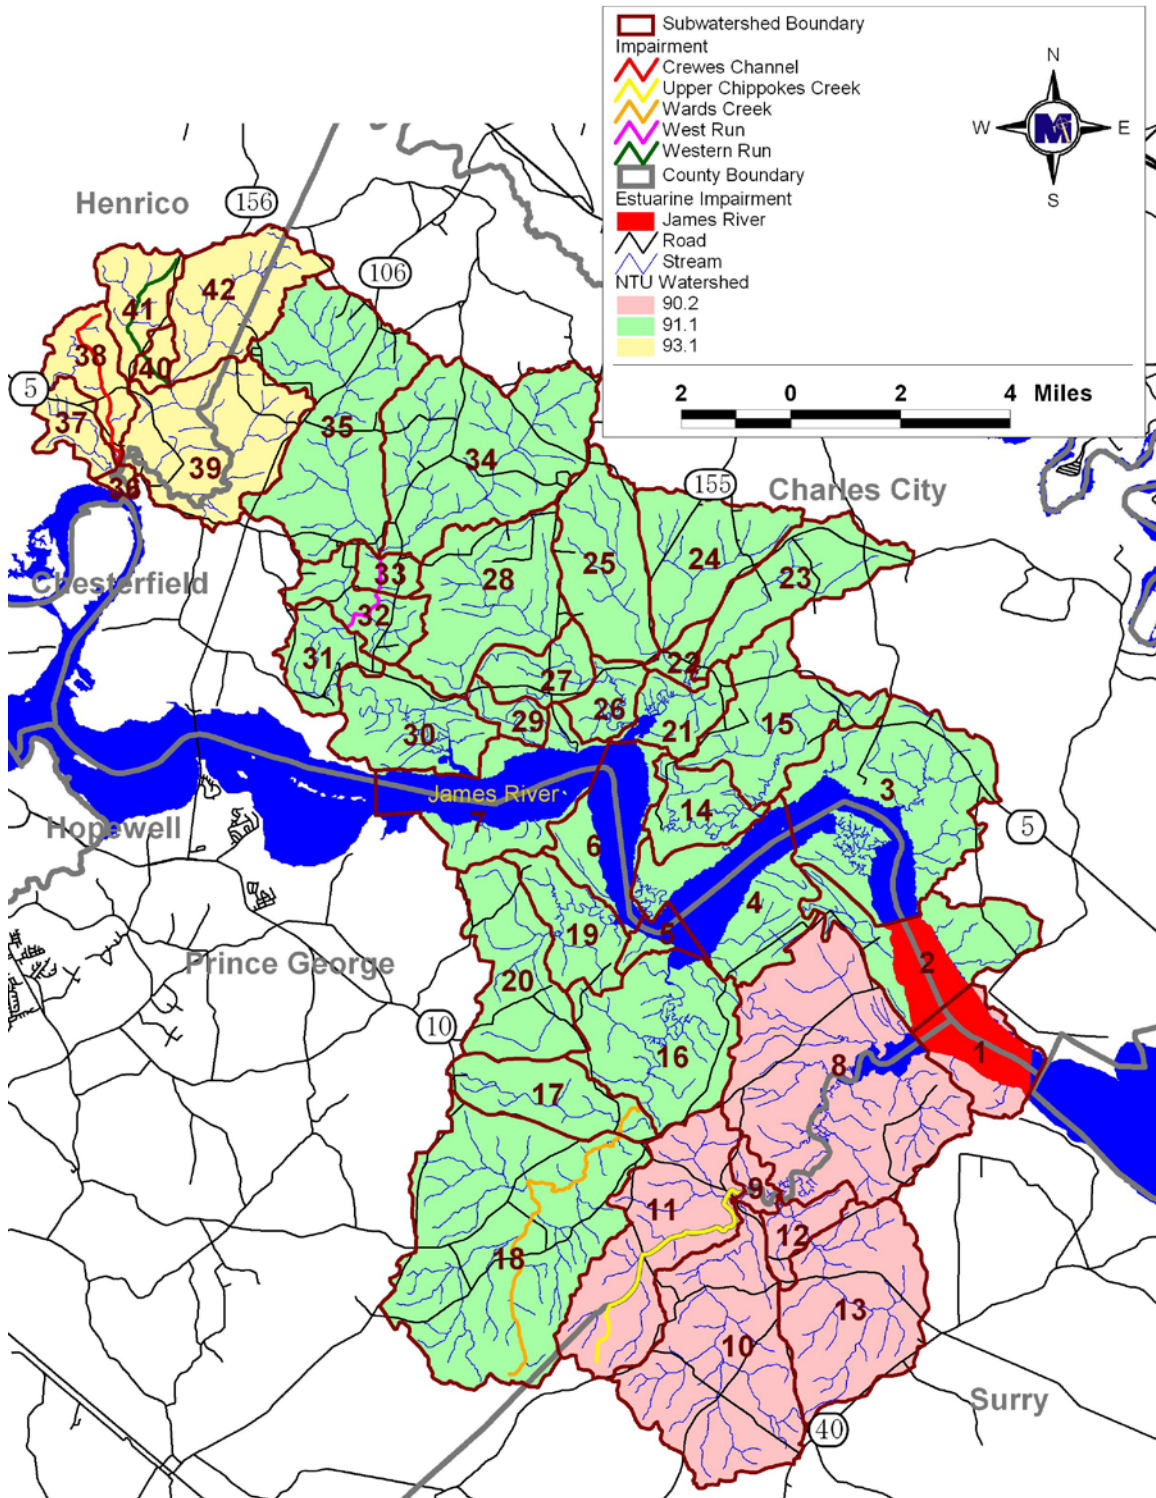 Subwatershed Boundary
Impairment
Crewes Channel
Upper Chippokes Creek
Wards Creek
West Run
Western Run
County Boundary
Estuarine Impairment
James River
Road
Stream
NTU Watershed
90.2
91.1
93.1
N
W
M
E
S
2 0 2 4 Miles
Henrico
156
106
42
41
38
40
5
35
37
34
39
36
155
Charles City
25
24
28
33
23
Chesterfield
32
31
22
27
26
29
21
15
30
James River
3
14
7
5
Hopewell
6
4
5
19
2
Prince George
20
10
1
16
8
17
9
11
12
18
13
10
Surry
40